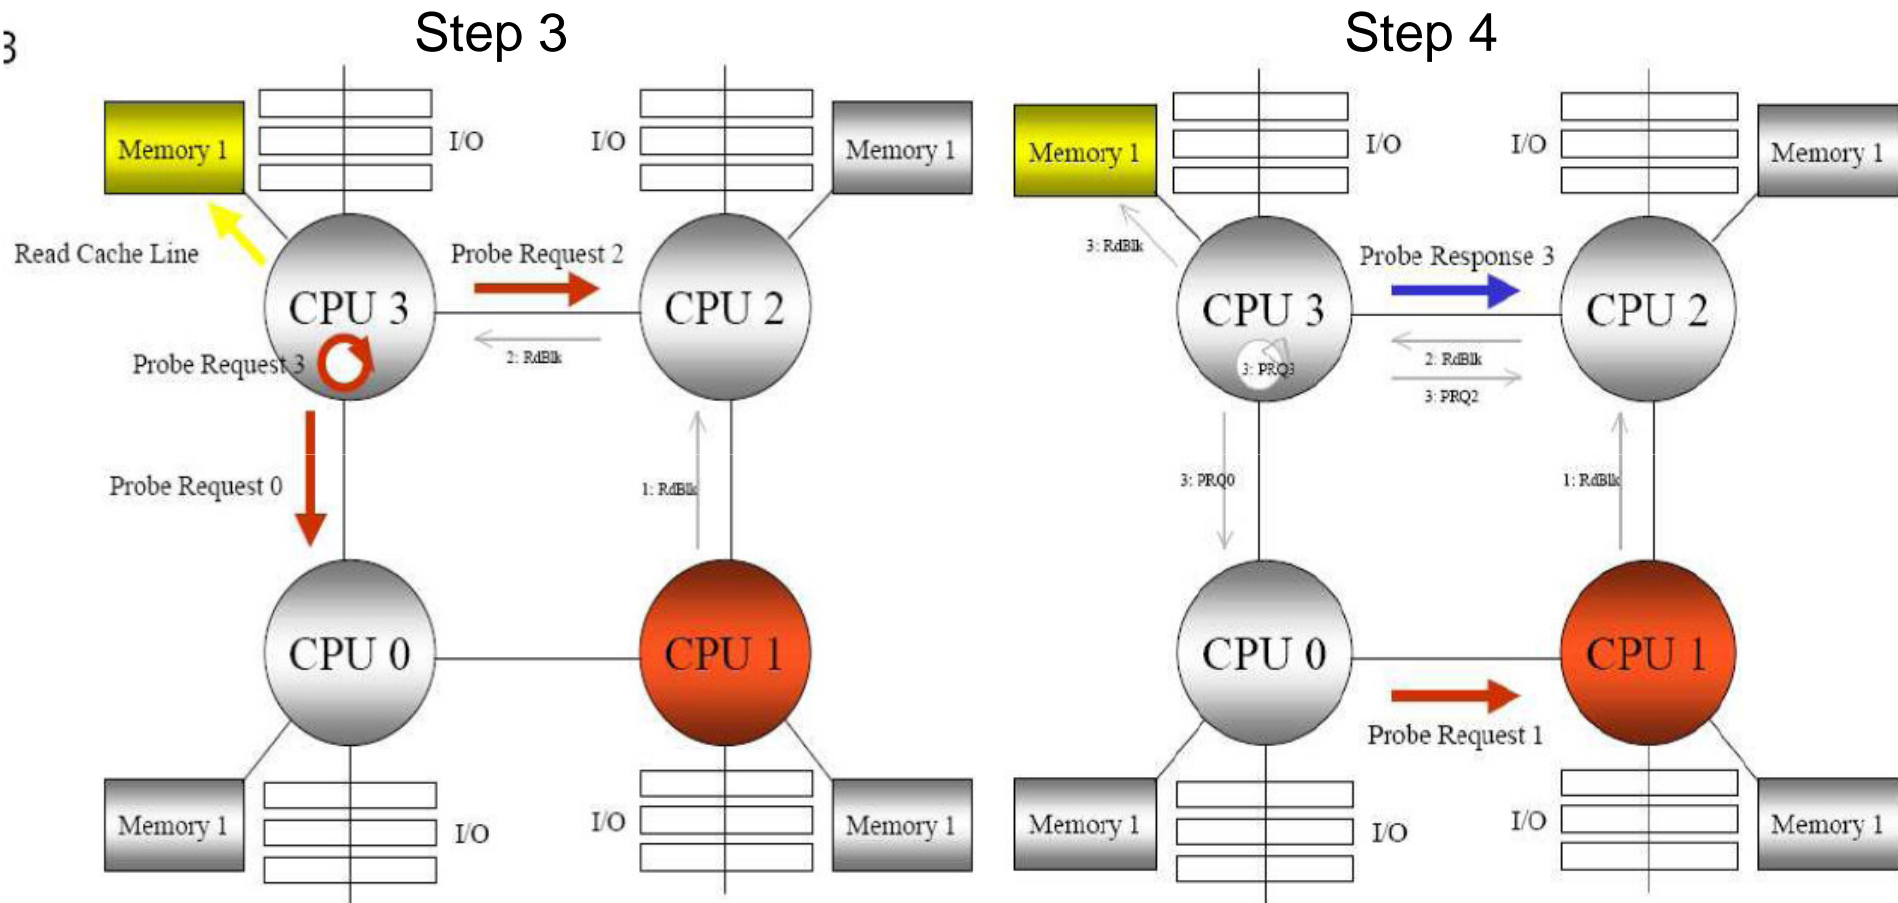 Step 3
Memory 1
I/O
I/O
Memory 1
Read Cache Line
Probe Request 2
CPU 3
CPU 2
2: RdBlk
Probe Request 3
Probe Request 0
1: RdBlk
CPU 0
CPU 1
Memory 1
I/O
I/O
Memory 1
Step 4
Memory 1
I/O
I/O
Memory 1
3: RdBlk
Probe Response 3
CPU 3
CPU 2
2: RdBlk
3: PRQ3
3: PRQ2
3: PRQ0
1: RdBlk
CPU 0
CPU 1
Probe Request 1
Memory 1
I/O
I/O
Memory 1